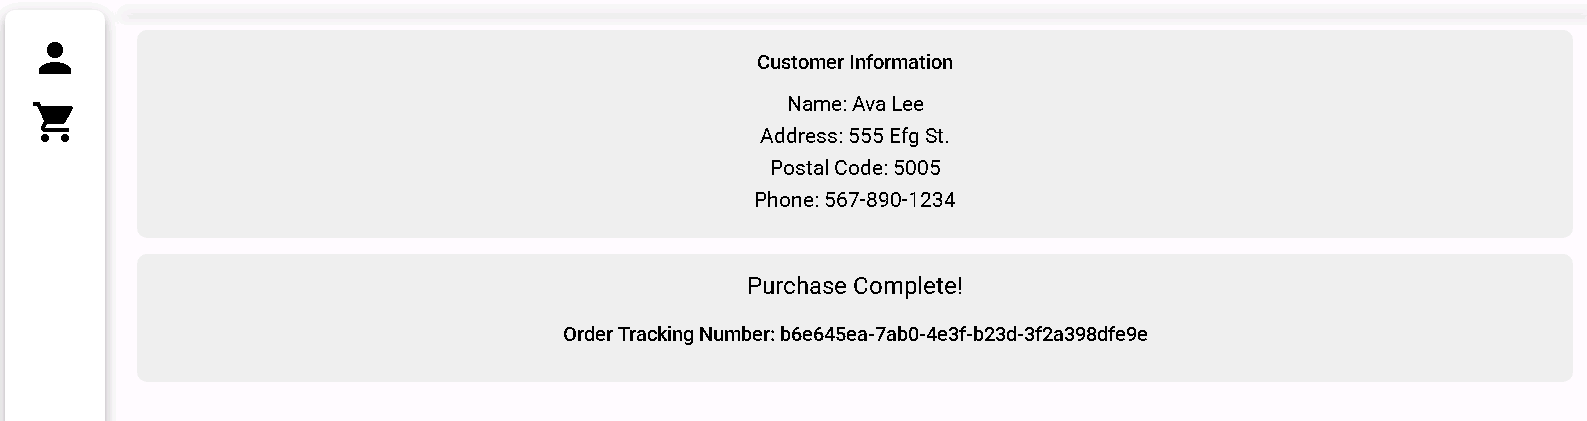 Customer Information
Name: Ava Lee
Address: 555 Efg St.
Postal Code: 5005
Phone: 567-890-1234
Purchase Complete!
Order Tracking Number: b6e645ea-7ab0-4e3f-b23d-3f2a398dfe9e